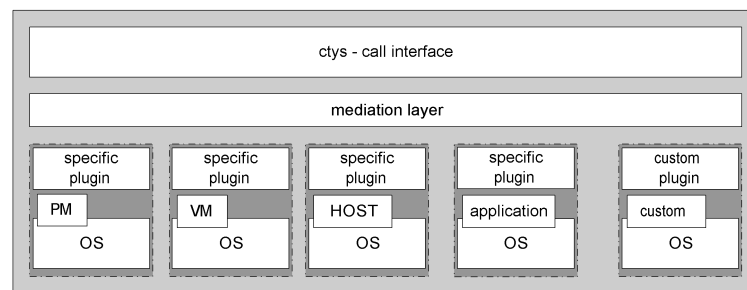 ctys - call interface
mediation layer
specific plugin
specific plugin
specific plugin
specific plugin
custom plugin
PM
VM
HOST
application
custom
OS
OS
OS
OS
OS